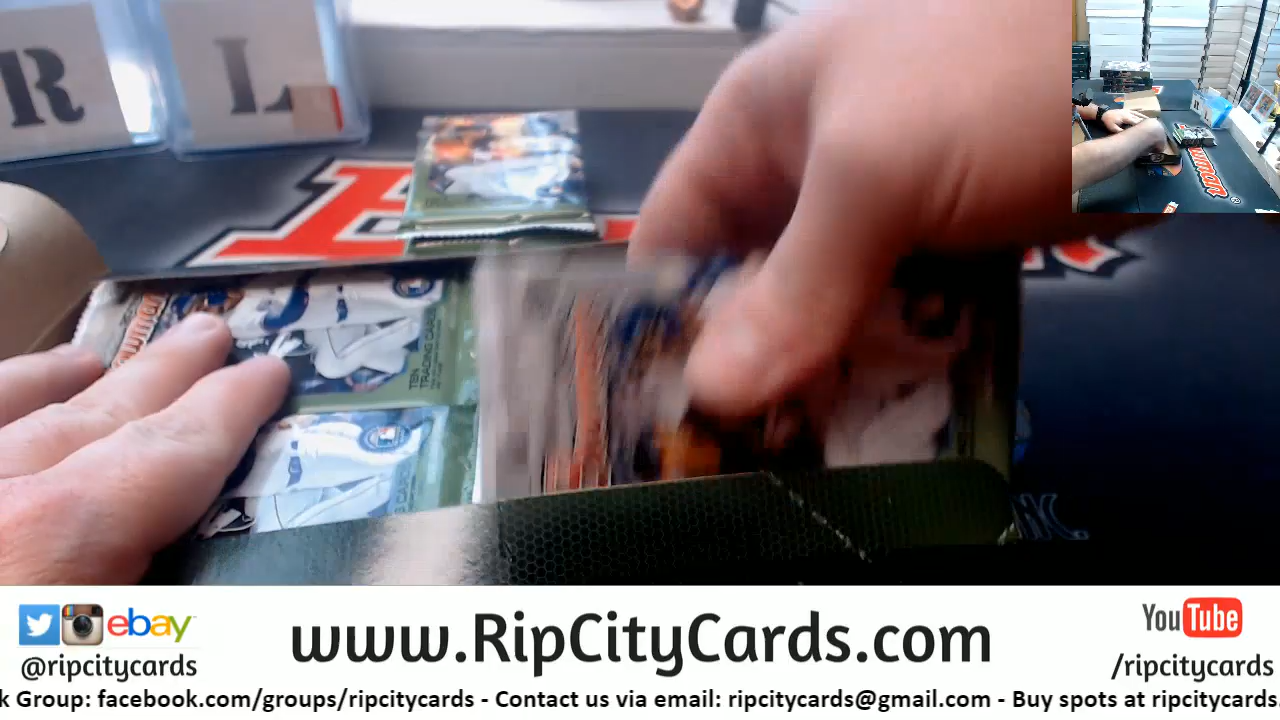 R L
TEN
TRADING CARDS
ebay
www.RipCityCards.com
YouTube
@ripcitycards
/ripcitycards
k Group: facebook.com/groups/ripcitycards - Contact us via email: ripcitycards@gmail.com - Buy spots at ripcitycards.